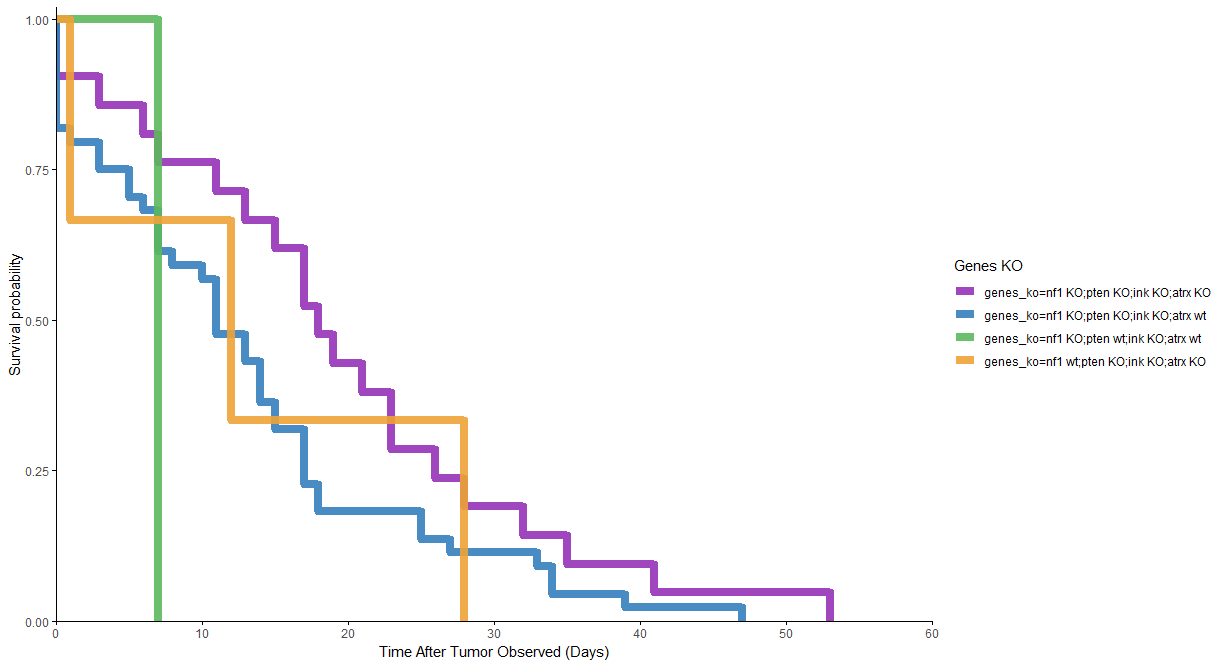 1.00
0.75
0.50
0.25
0.00
Survival probability
0 10 20 30 40 50 60
Time After Tumor Observed (Days)
Genes KO
genes_ko=nf1 KO;pten KO;ink KO;atrx KO
genes_ko=nf1 KO;pten KO;ink KO;atrx wt
genes_ko=nf1 KO;pten wt;ink KO;atrx wt
genes_ko=nf1 wt;pten KO;ink KO;atrx KO